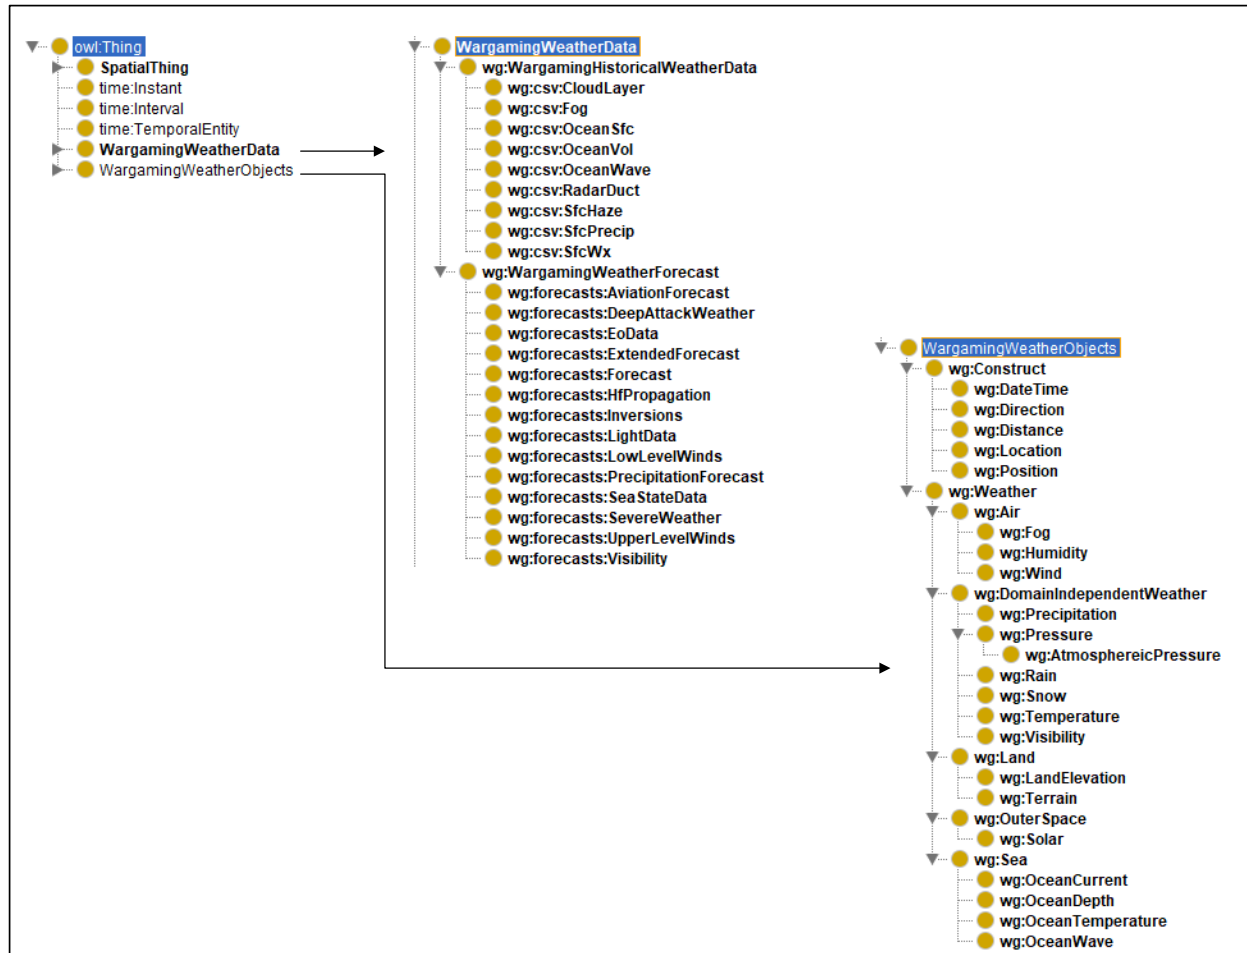 owl:Thing
SpatialThing
time:Instant
time:Interval
time:TemporalEntity
WargamingWeatherData
WargamingWeatherObjects
WargamingWeatherData
wg:WargamingHistoricalWeatherData
wg:csv:CloudLayer
wg:csv:Fog
wg:csv:OceanSfc
wg:csv:OceanVol
wg:csv:OceanWave
wg:csv:RadarDuct
wg:csv:SfcHaze
wg:csv:SfcPrecip
wg:csv:SfcWx
wg:WargamingWeatherForecast
wg:forecasts:AviationForecast
wg:forecasts:DeepAttackWeather
wg:forecasts:EoData
wg:forecasts:ExtendedForecast
wg:forecasts:Forecast
wg:forecasts:HfPropagation
wg:forecasts:Inversions
wg:forecasts:LightData
wg:forecasts:LowLevelWinds
wg:forecasts:PrecipitationForecast
wg:forecasts:SeaStateData
wg:forecasts:SevereWeather
wg:forecasts:UpperLevelWinds
wg:forecasts:Visibility
WargamingWeatherObjects
wg:Construct
wg:DateTime
wg:Direction
wg:Distance
wg:Location
wg:Position
wg:Weather
wg:Air
wg:Fog
wg:Humidity
wg:Wind
wg:DomainIndependentWeather
wg:Precipitation
wg:Pressure
wg:AtmosphereicPressure
wg:Rain
wg:Snow
wg:Temperature
wg:Visibility
wg:Land
wg:LandElevation
wg:Terrain
wg:OuterSpace
wg:Solar
wg:Sea
wg:OceanCurrent
wg:OceanDepth
wg:OceanTemperature
wg:OceanWave